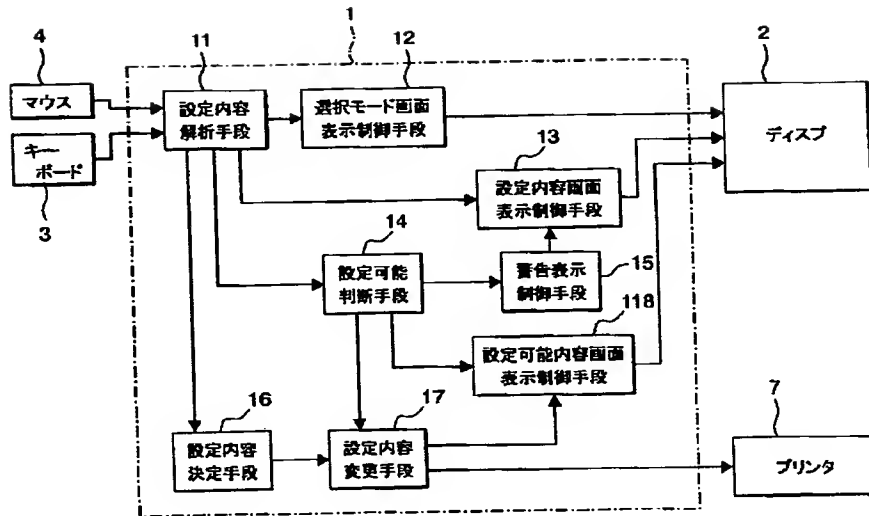 1
4
11
12
2
マウス
設定内容
解析手段
選択モード画面
表示制御手段
ディスプ
キー
ボード
3
13
設定内容画面
表示制御手段
14
設定可能
判断手段
警告表示
制御手段
15
118
設定可能内容画面
表示制御手段
16
設定内容
決定手段
17
設定内容
変更手段
7
プリンタ